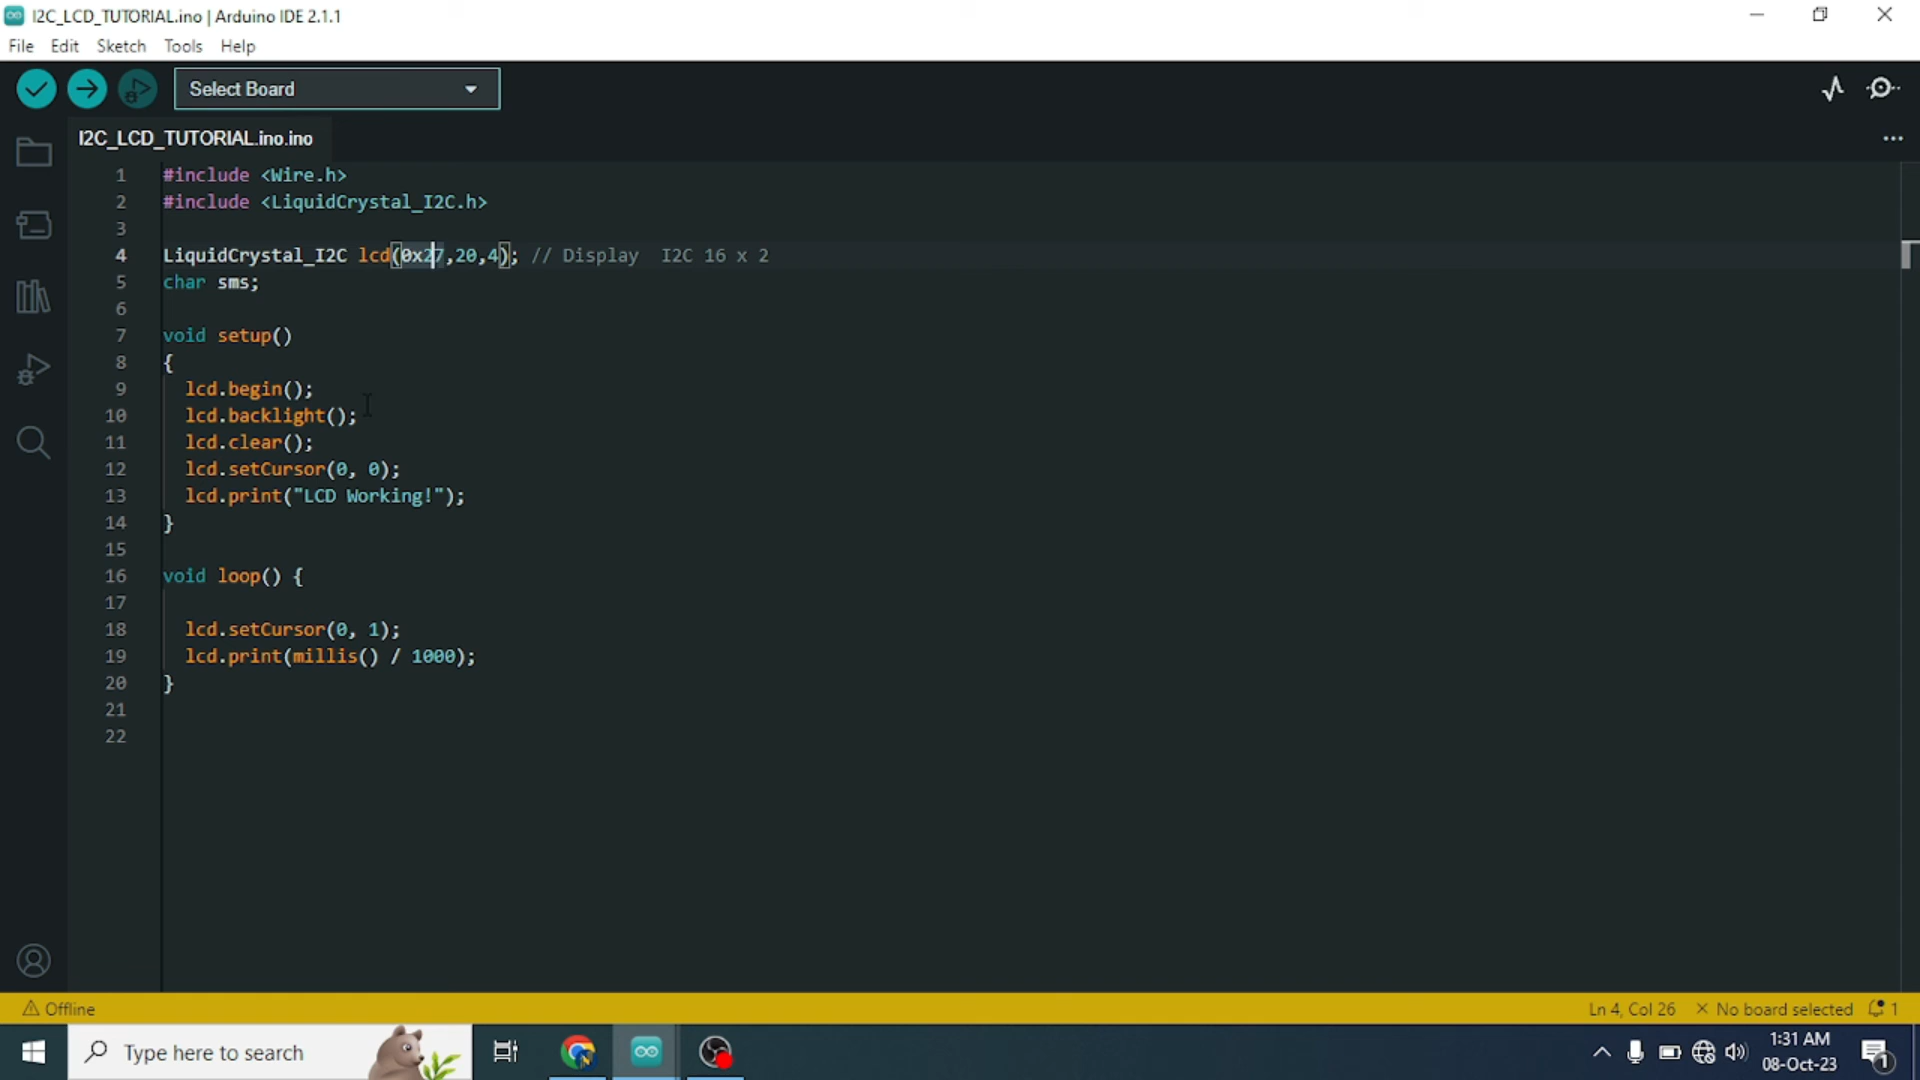 I2C_LCD_TUTORIAL.ino | Arduino IDE 2.1.1
File Edit Sketch Tools Help
Select Board
I2C_LCD_TUTORIAL.ino.ino
1 #include <Wire.h>
2 #include <LiquidCrystal_I2C.h>
3
4 LiquidCrystal_I2C lcd(0x27,20,4); // Display  I2C 16 x 2
5 char sms;
6
7 void setup()
8 {
9   lcd.begin();
10   lcd.backlight();
11   lcd.clear();
12   lcd.setCursor(0, 0);
13   lcd.print("LCD Working!");
14 }
15
16 void loop() {
17
18   lcd.setCursor(0, 1);
19   lcd.print(millis() / 1000);
20 }
21
22
Offline Ln 4, Col 26 × No board selected 1
Type here to search
1:31 AM
08-Oct-23
1